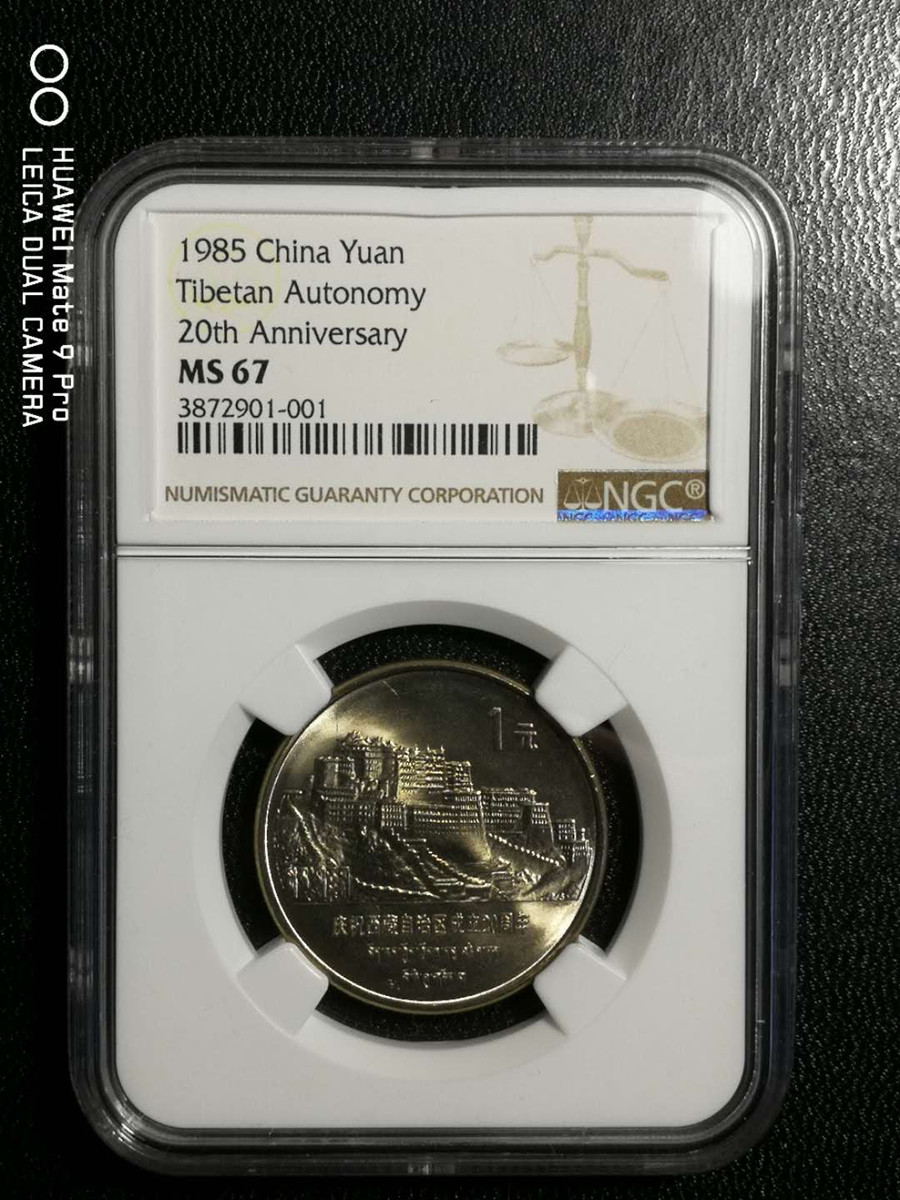 HUAWEI Mate 9 Pro
LEICA DUAL CAMERA
1985 China Yuan
Tibetan Autonomy
20th Anniversary
MS 67
3872901-001
NUMISMATIC GUARANTY CORPORATION
NGC®
1元
庆祝西藏自治区成立20周年